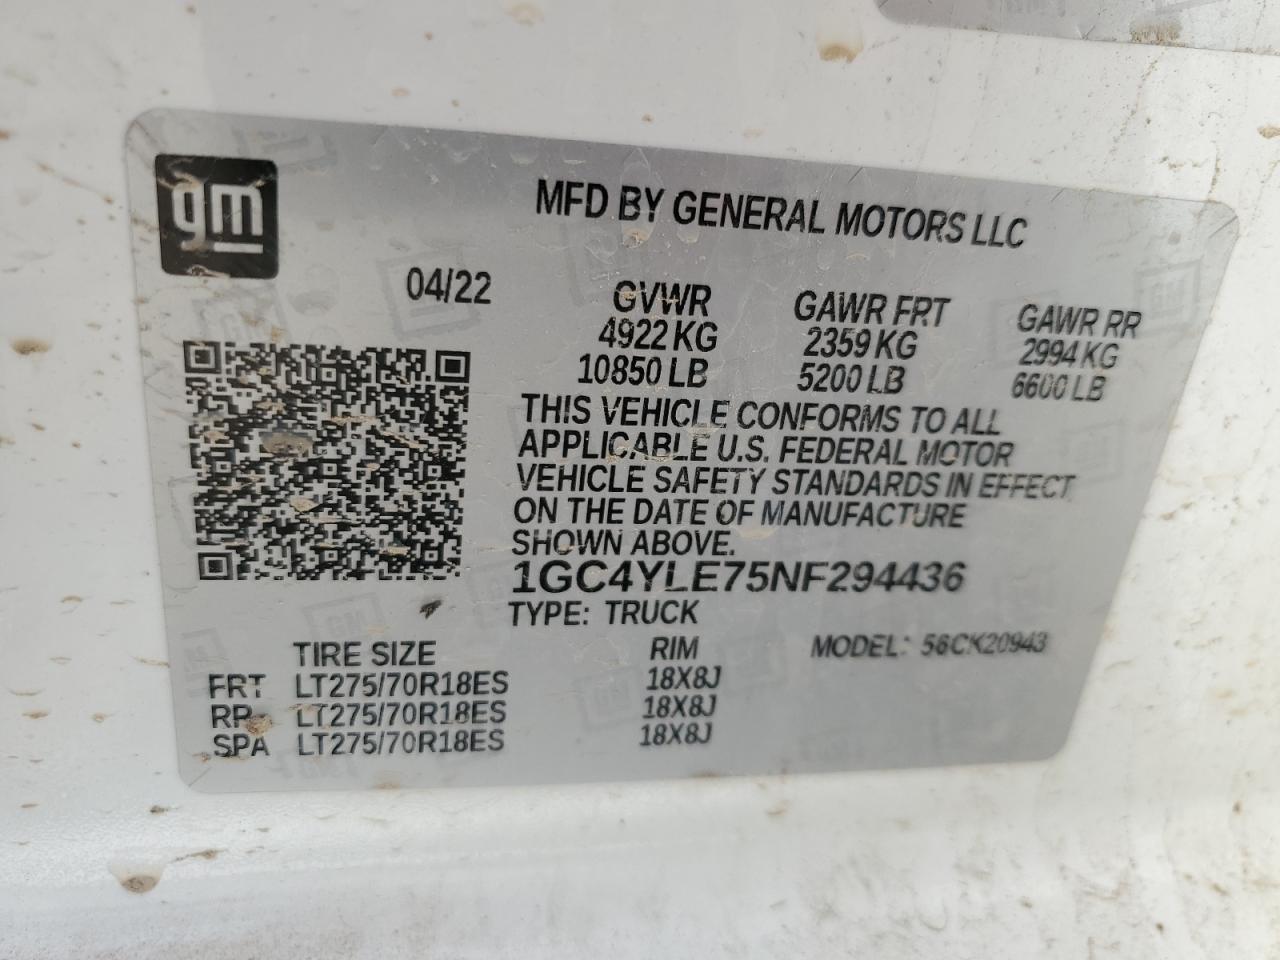 gm
MFD BY GENERAL MOTORS LLC
04/22
GVWR GAWR FRT GAWR RR
4922 KG 2359 KG 2994 KG
10850 LB 5200 LB 6600 LB
THIS VEHICLE CONFORMS TO ALL
APPLICABLE U.S. FEDERAL MOTOR
VEHICLE SAFETY STANDARDS IN EFFECT
ON THE DATE OF MANUFACTURE
SHOWN ABOVE.
1GC4YLE75NF294436
TYPE: TRUCK
TIRE SIZE RIM MODEL: 56CK20943
FRT LT275/70R18ES 18X8J
RR LT275/70R18ES 18X8J
SPA LT275/70R18ES 18X8J